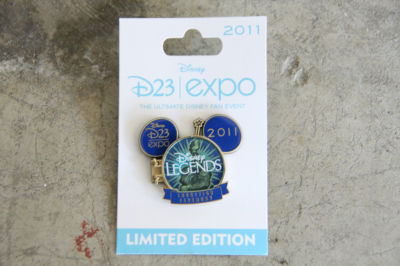 2011
Disney
D23 | expo
THE ULTIMATE DISNEY FAN EVENT
Disney
D23
expo
2011
Disney
LEGENDS
LIMITED EDITION